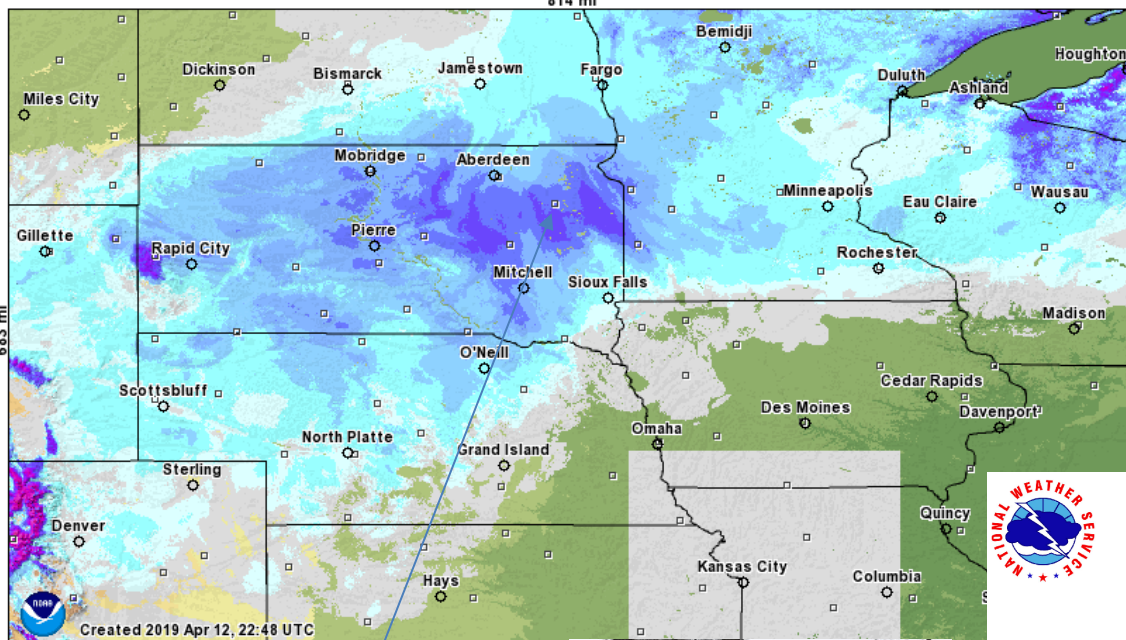 814 mi
Bemidji
Houghton
Dickinson
Bismarck
Jamestown
Fargo
Duluth
Ashland
Miles City
Mobridge
Aberdeen
Minneapolis
Eau Claire
Wausau
Gillette
Rapid City
Pierre
Rochester
Mitchell
Sioux Falls
683 mi
Madison
O'Neill
Scottsbluff
Cedar Rapids
Des Moines
Davenport
North Platte
Omaha
Grand Island
Sterling
NATIONAL WEATHER SERVICE
Denver
Quincy
Kansas City
Columbia
Hays
S
NOAA
Created 2019 Apr 12, 22:48 UTC